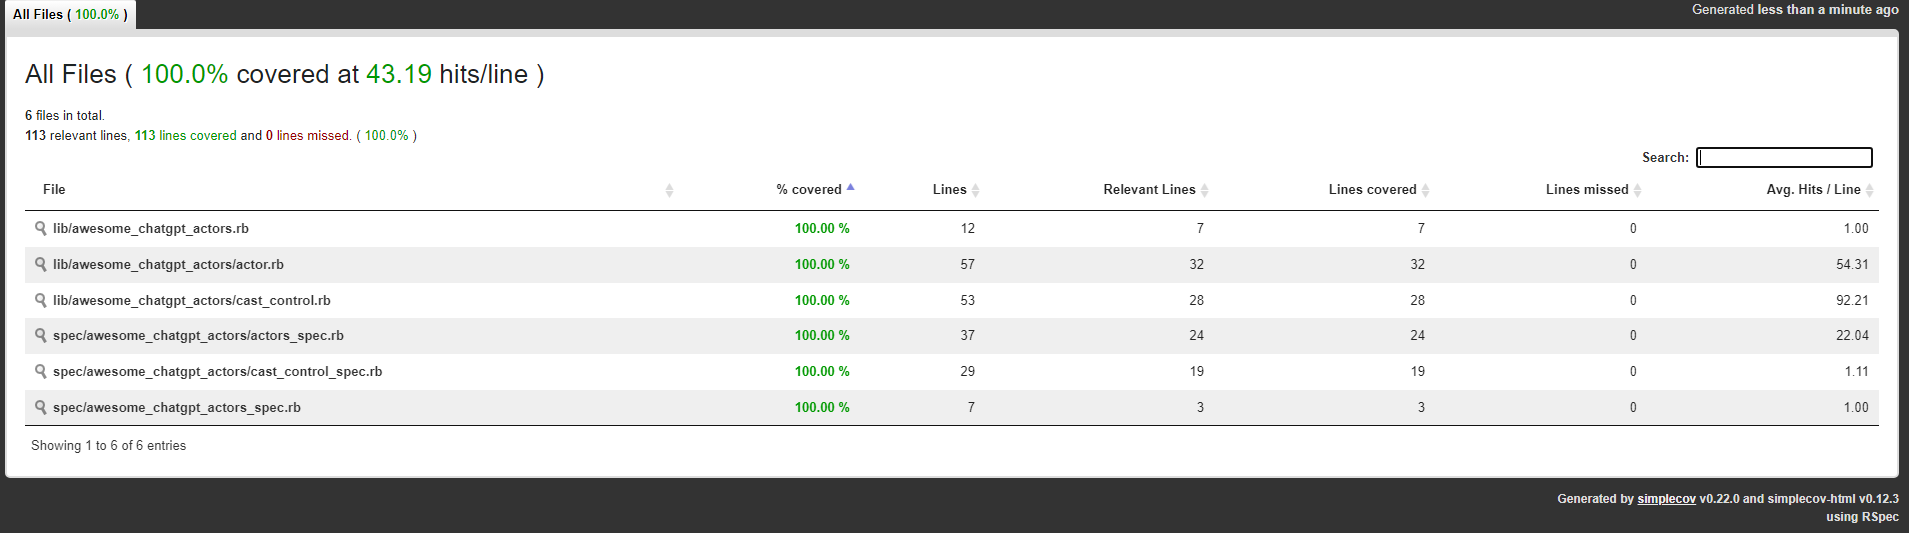 All Files ( 100.0% )
Generated less than a minute ago
All Files ( 100.0% covered at 43.19 hits/line )
6 files in total.
113 relevant lines, 113 lines covered and 0 lines missed. ( 100.0% )
Search:
File % covered Lines Relevant Lines Lines covered Lines missed Avg. Hits / Line
lib/awesome_chatgpt_actors.rb 100.00 % 12 7 7 0 1.00
lib/awesome_chatgpt_actors/actor.rb 100.00 % 57 32 32 0 54.31
lib/awesome_chatgpt_actors/cast_control.rb 100.00 % 53 28 28 0 92.21
spec/awesome_chatgpt_actors/actors_spec.rb 100.00 % 37 24 24 0 22.04
spec/awesome_chatgpt_actors/cast_control_spec.rb 100.00 % 29 19 19 0 1.11
spec/awesome_chatgpt_actors_spec.rb 100.00 % 7 3 3 0 1.00
Showing 1 to 6 of 6 entries
Generated by simplecov v0.22.0 and simplecov-html v0.12.3
using RSpec